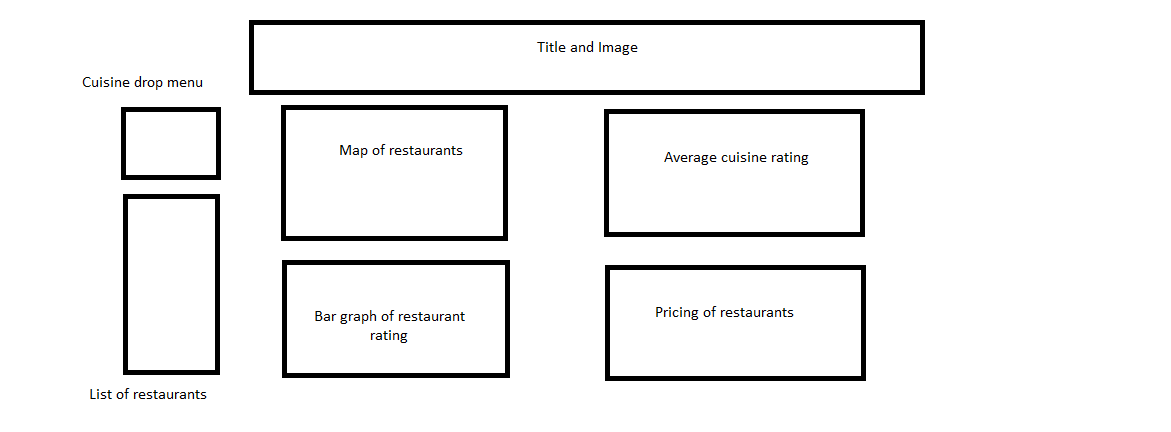 Title and Image
Cuisine drop menu
Map of restaurants
Average cuisine rating
Bar graph of restaurant
rating
Pricing of restaurants
List of restaurants